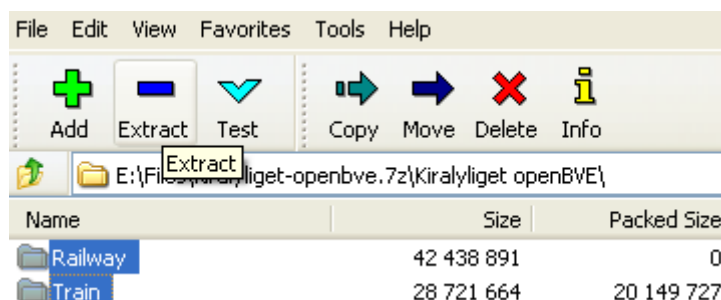 File Edit View Favorites Tools Help
Add Extract Test Copy Move Delete Info
Extract
E:\Files\Kiralyliget-openbve.7z\Kiralyliget openBVE\
Name Size Packed Size
Railway 42 438 891 0
Train 28 721 664 20 149 727